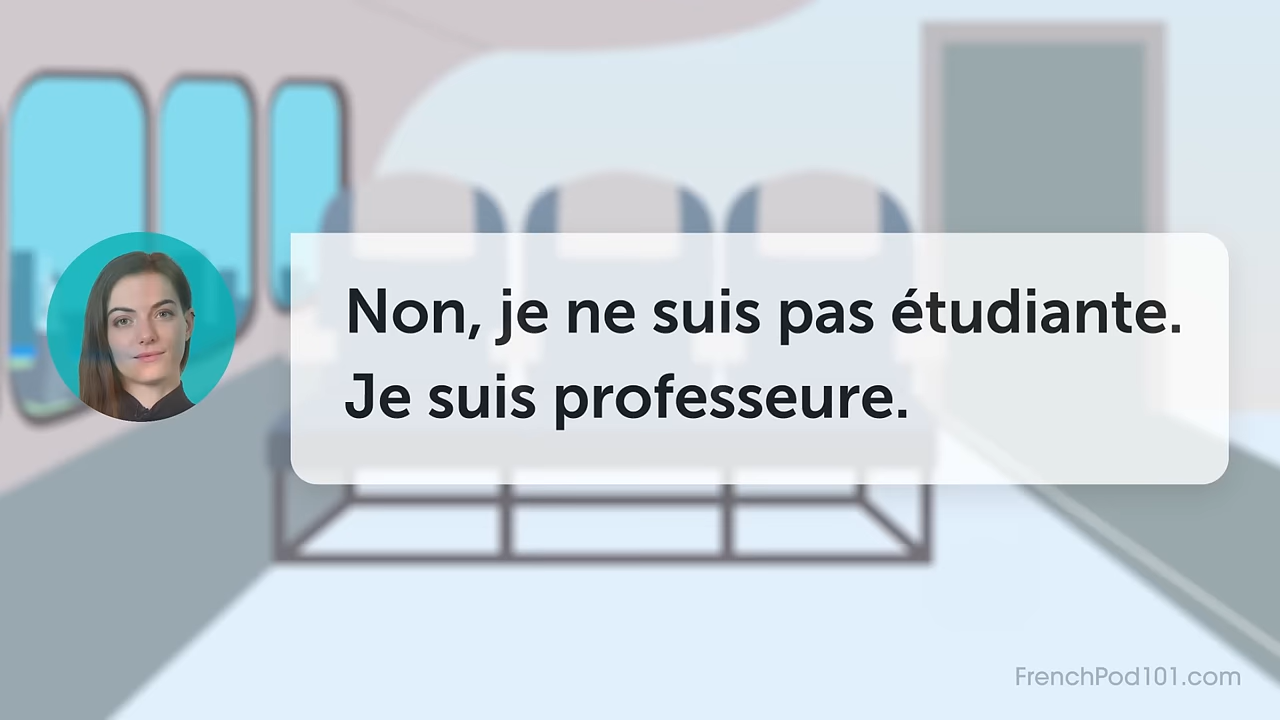 Non, je ne suis pas étudiante.
Je suis professeure.
FrenchPod101.com